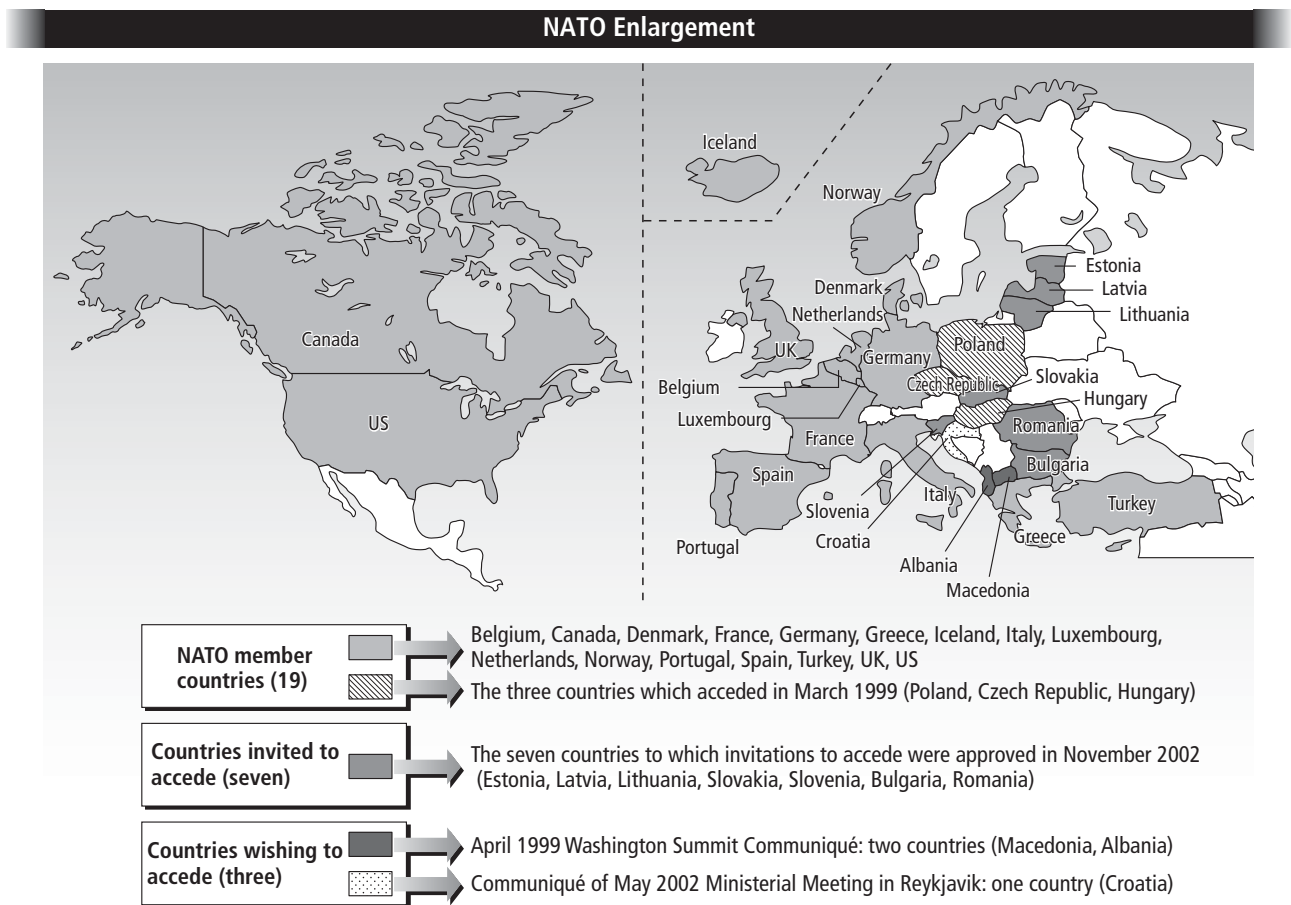 NATO Enlargement
Iceland
Norway
Estonia
Denmark
Latvia
Netherlands
Lithuania
Canada
UK
Poland
Germany
Belgium
Czech Republic
Slovakia
Hungary
Luxembourg
US
France
Romania
Spain
Bulgaria
Slovenia
Italy
Turkey
Croatia
Greece
Portugal
Albania
Macedonia
NATO member
countries (19)
Belgium, Canada, Denmark, France, Germany, Greece, Iceland, Italy, Luxembourg,
Netherlands, Norway, Portugal, Spain, Turkey, UK, US
The three countries which acceded in March 1999 (Poland, Czech Republic, Hungary)
Countries invited to
accede (seven)
The seven countries to which invitations to accede were approved in November 2002
(Estonia, Latvia, Lithuania, Slovakia, Slovenia, Bulgaria, Romania)
Countries wishing to
accede (three)
April 1999 Washington Summit Communiqué: two countries (Macedonia, Albania)
Communiqué of May 2002 Ministerial Meeting in Reykjavik: one country (Croatia)